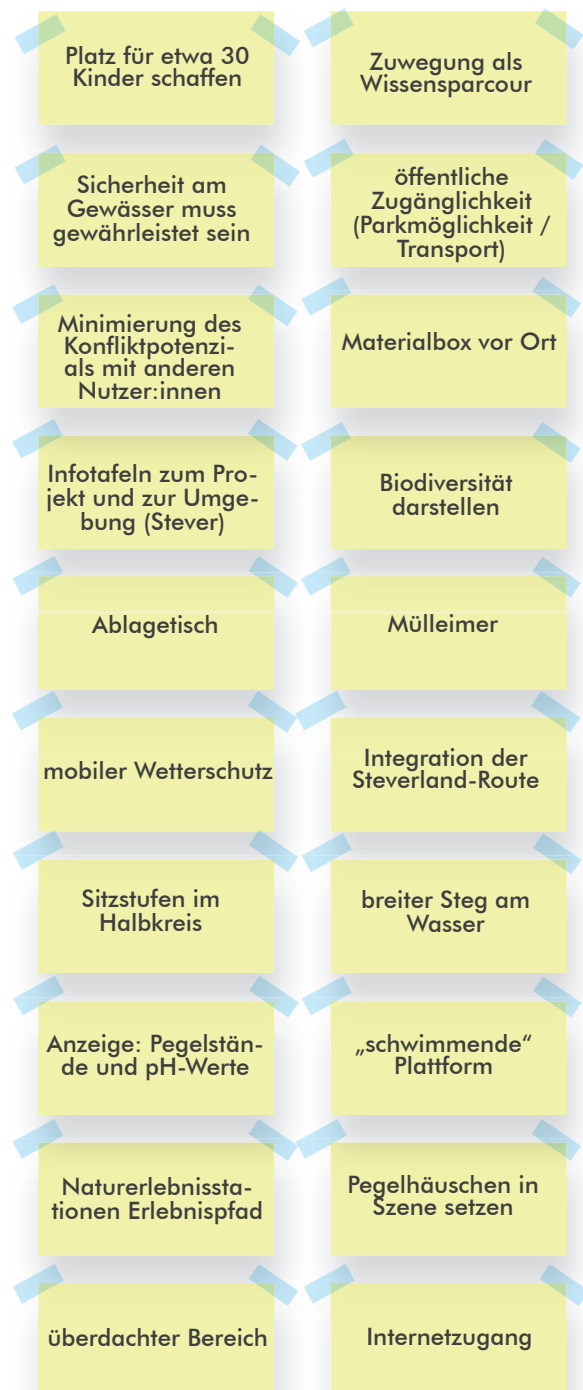 Platz für etwa 30
Kinder schaffen
Zuwegung als
Wissensparcour
Sicherheit am
Gewässer muss
gewährleistet sein
öffentliche
Zugänglichkeit
(Parkmöglichkeit /
Transport)
Minimierung des
Konfliktpotenzi-
als mit anderen
Nutzer:innen
Materialbox vor Ort
Infotafeln zum Pro-
jekt und zur Umge-
bung (Stever)
Biodiversität
darstellen
Ablagetisch
Mülleimer
mobiler Wetterschutz
Integration der
Steverland-Route
Sitzstufen im
Halbkreis
breiter Steg am
Wasser
Anzeige: Pegelstän-
de und pH-Werte
„schwimmende“
Plattform
Naturerlebnissta-
tionen Erlebnispfad
Pegelhäuschen in
Szene setzen
überdachter Bereich
Internetzugang